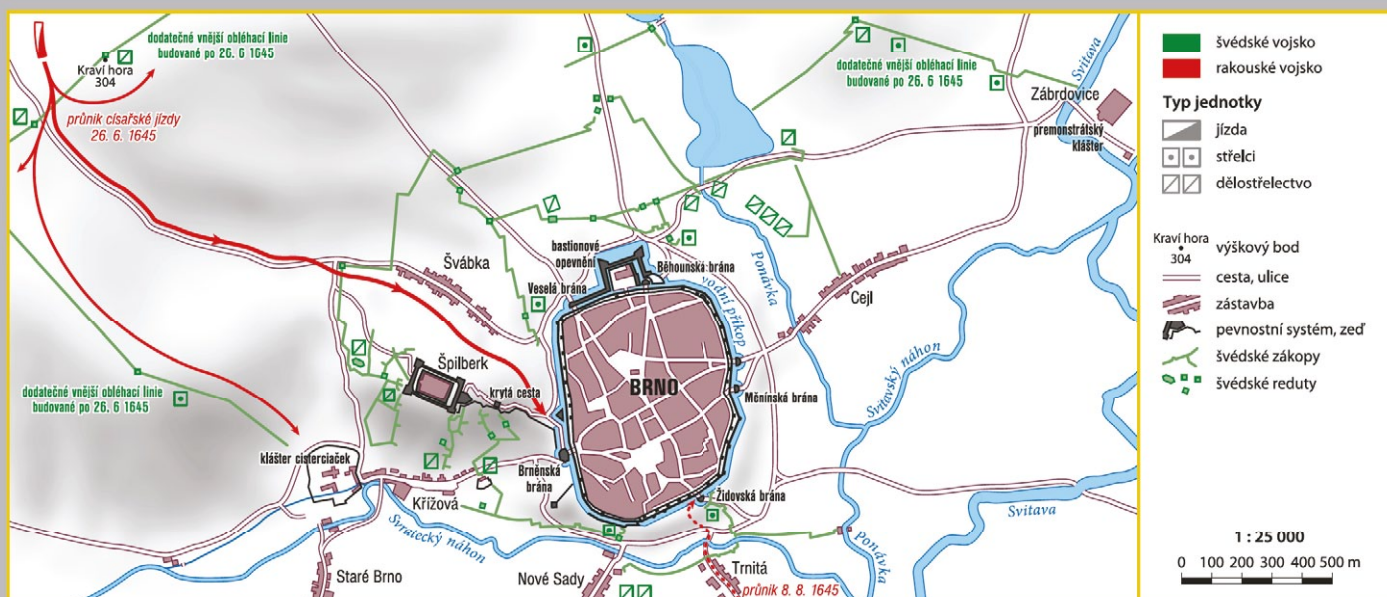 dodatečné vnější obléhací linie
budované po 26. 6 1645
Kraví hora
304
průnik císařské jízdy
26. 6. 1645
dodatečné vnější obléhací linie
budované po 26. 6 1645
Svitava
Zábrdovice
premonstrátský
klášter
Švábka
bastionové
opevnění
Běhounská brána
Veselá brána
vodní příkop
Ponávka
Cejl
Špilberk
krytá cesta
BRNO
Měnínská brána
Svitavský náhon
dodatečné vnější obléhací linie
budované po 26. 6 1645
klášter cisterciaček
Brněnská
brána
Křížová
Židovská brána
Svratecký náhon
Svitava
Staré Brno
Nové Sady
Trnitá
Ponávka
průnik 8. 8. 1645
švédské vojsko
rakouské vojsko
Typ jednotky
jízda
střelci
dělostřelectvo
Kraví hora
304
výškový bod
cesta, ulice
zástavba
pevnostní systém, zeď
švédské zákopy
švédské reduty
1 : 25 000
0 100 200 300 400 500 m